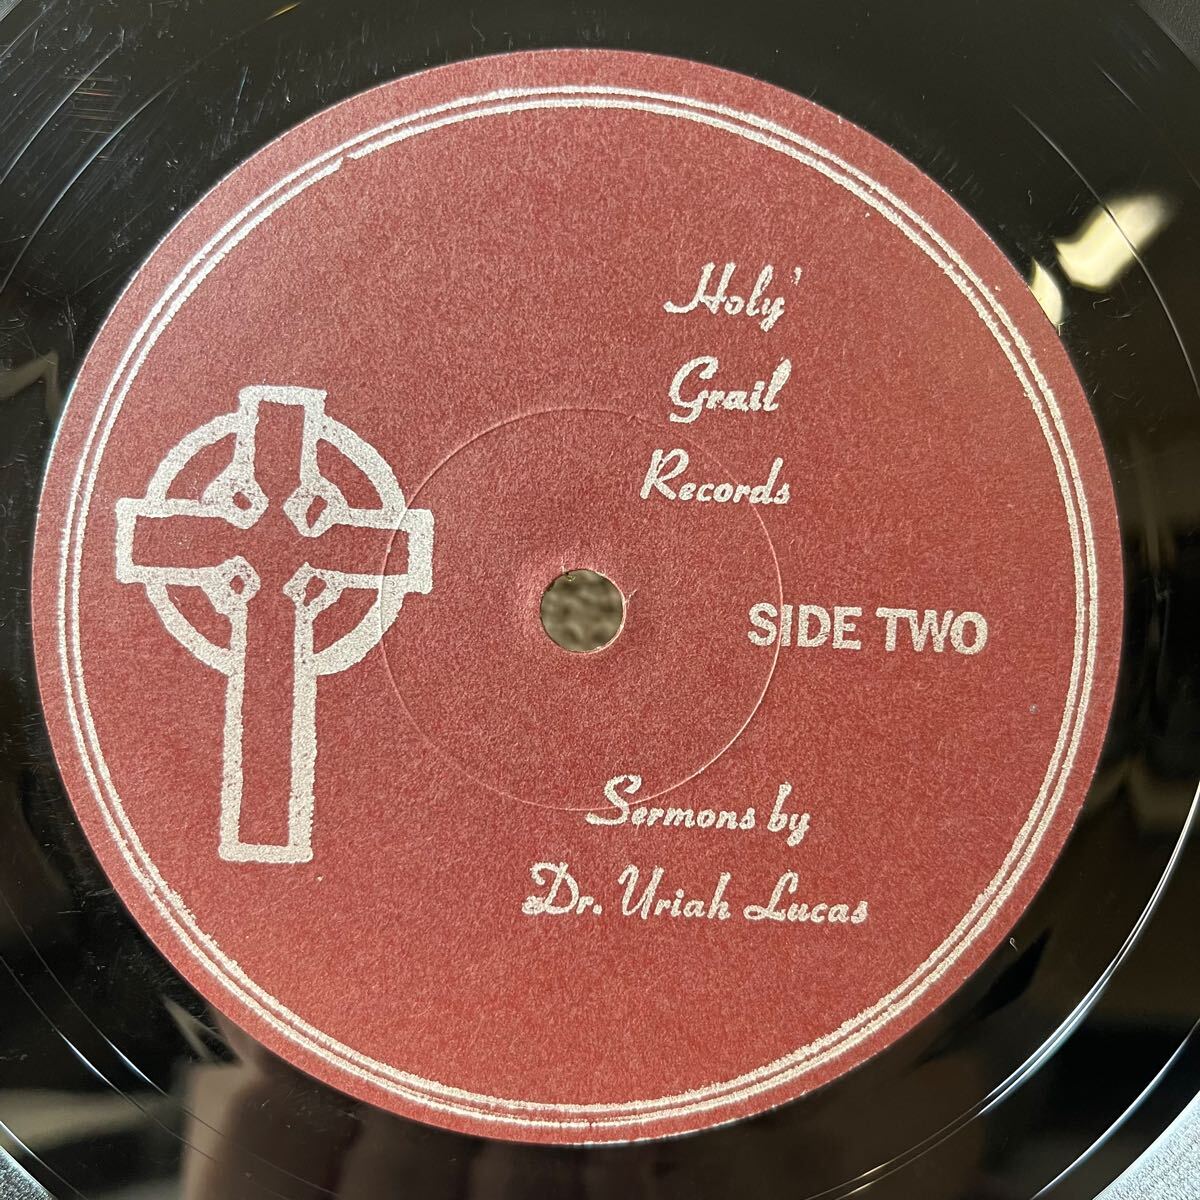 Holy
Grail
Records
SIDE TWO
Sermons by
Dr. Uriah Lucas